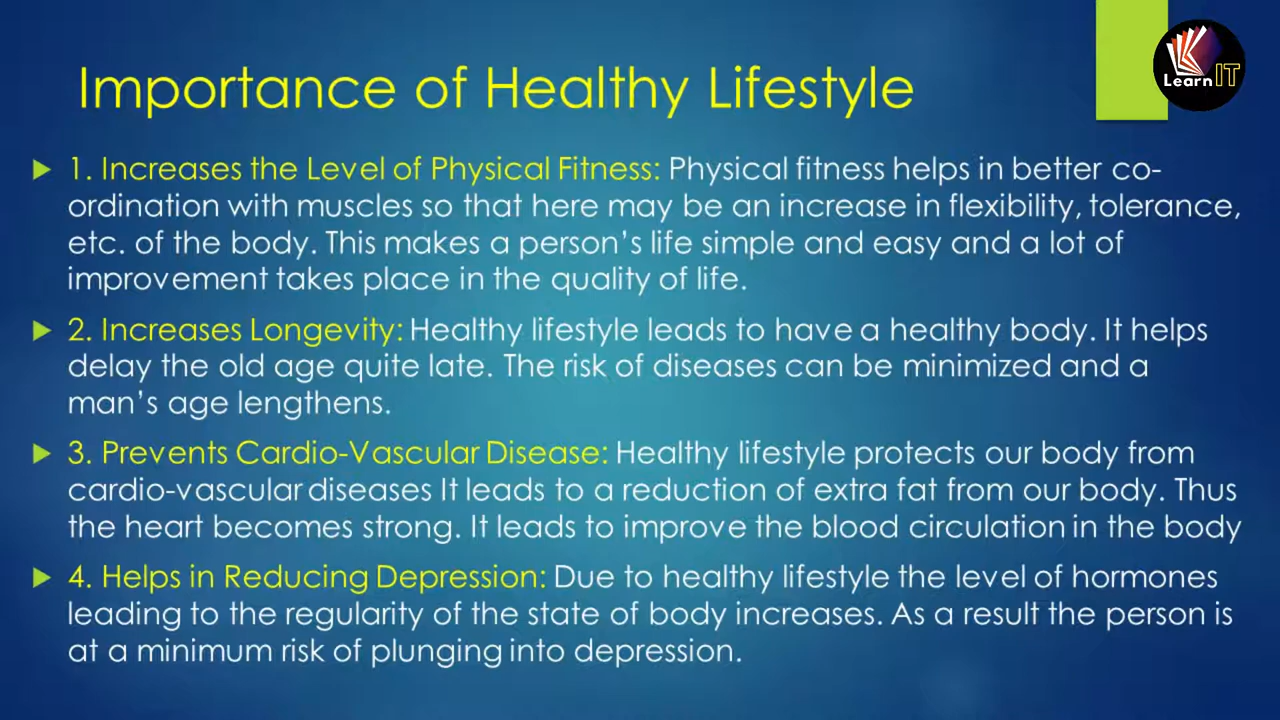 Importance of Healthy Lifestyle
Learn IT
1. Increases the Level of Physical Fitness: Physical fitness helps in better co-
ordination with muscles so that here may be an increase in flexibility, tolerance,
etc. of the body. This makes a person's life simple and easy and a lot of
improvement takes place in the quality of life.
2. Increases Longevity: Healthy lifestyle leads to have a healthy body. It helps
delay the old age quite late. The risk of diseases can be minimized and a
man's age lengthens.
3. Prevents Cardio-Vascular Disease: Healthy lifestyle protects our body from
cardio-vascular diseases It leads to a reduction of extra fat from our body. Thus
the heart becomes strong. It leads to improve the blood circulation in the body
4. Helps in Reducing Depression: Due to healthy lifestyle the level of hormones
leading to the regularity of the state of body increases. As a result the person is
at a minimum risk of plunging into depression.